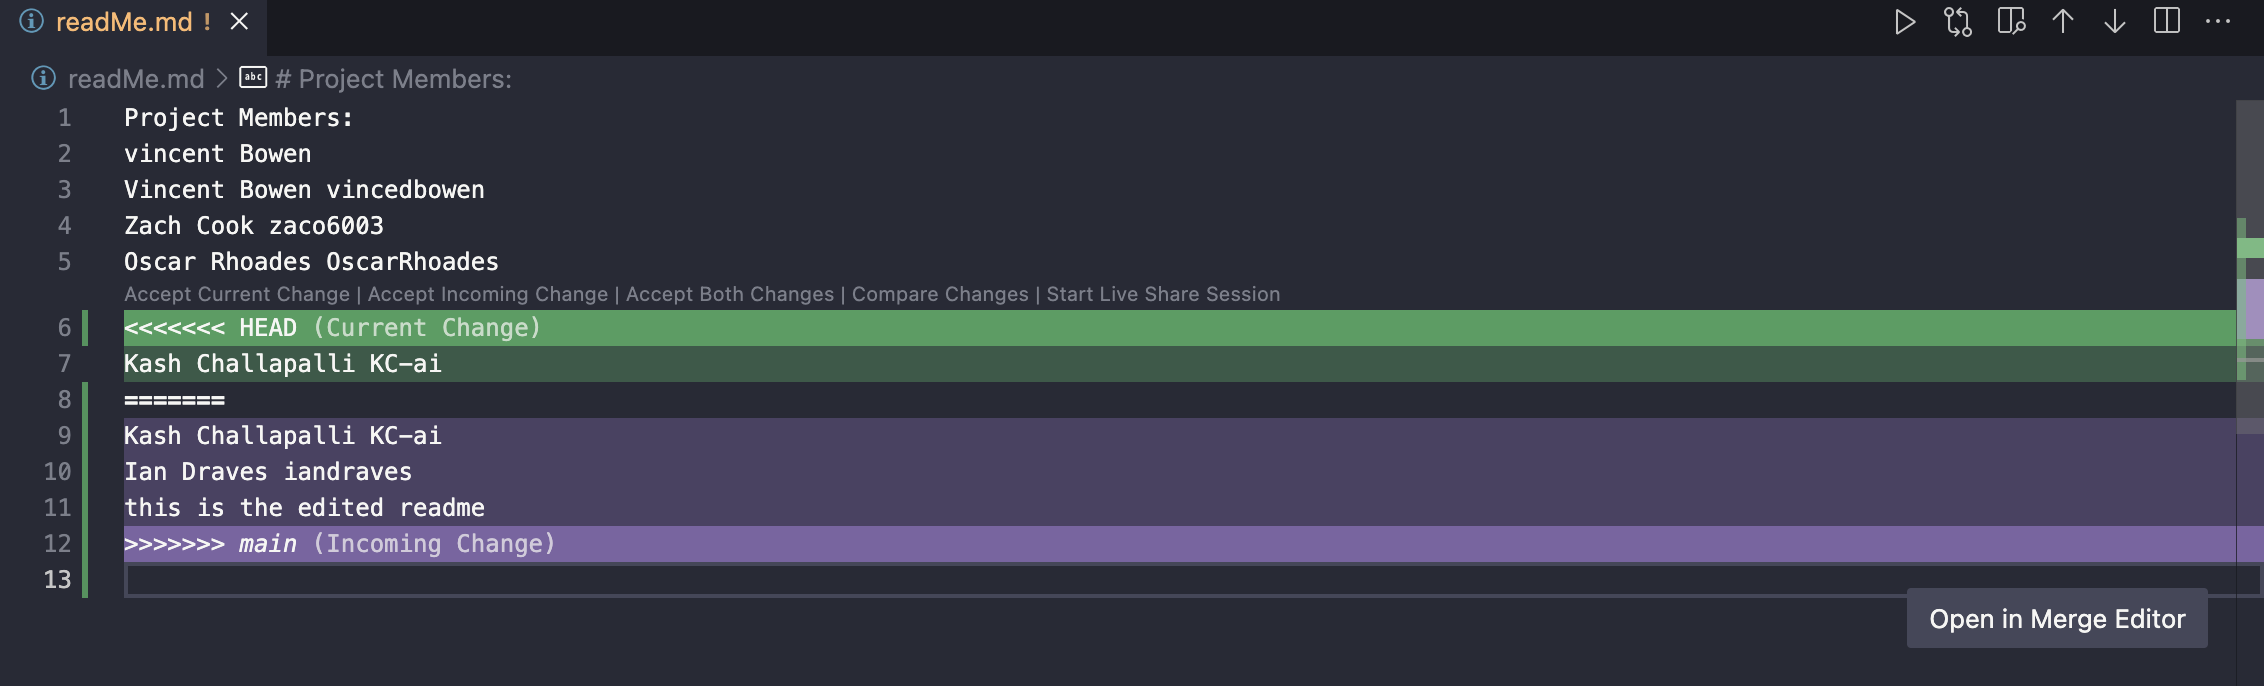 readMe.md !
readMe.md > abc # Project Members:
1 Project Members:
2 vincent Bowen
3 Vincent Bowen vincedbowen
4 Zach Cook zaco6003
5 Oscar Rhoades OscarRhoades
Accept Current Change | Accept Incoming Change | Accept Both Changes | Compare Changes | Start Live Share Session
6 <<<<<<< HEAD (Current Change)
7 Kash Challapalli KC-ai
8 =======
9 Kash Challapalli KC-ai
10 Ian Draves iandraves
11 this is the edited readme
12 >>>>>>> main (Incoming Change)
13
Open in Merge Editor